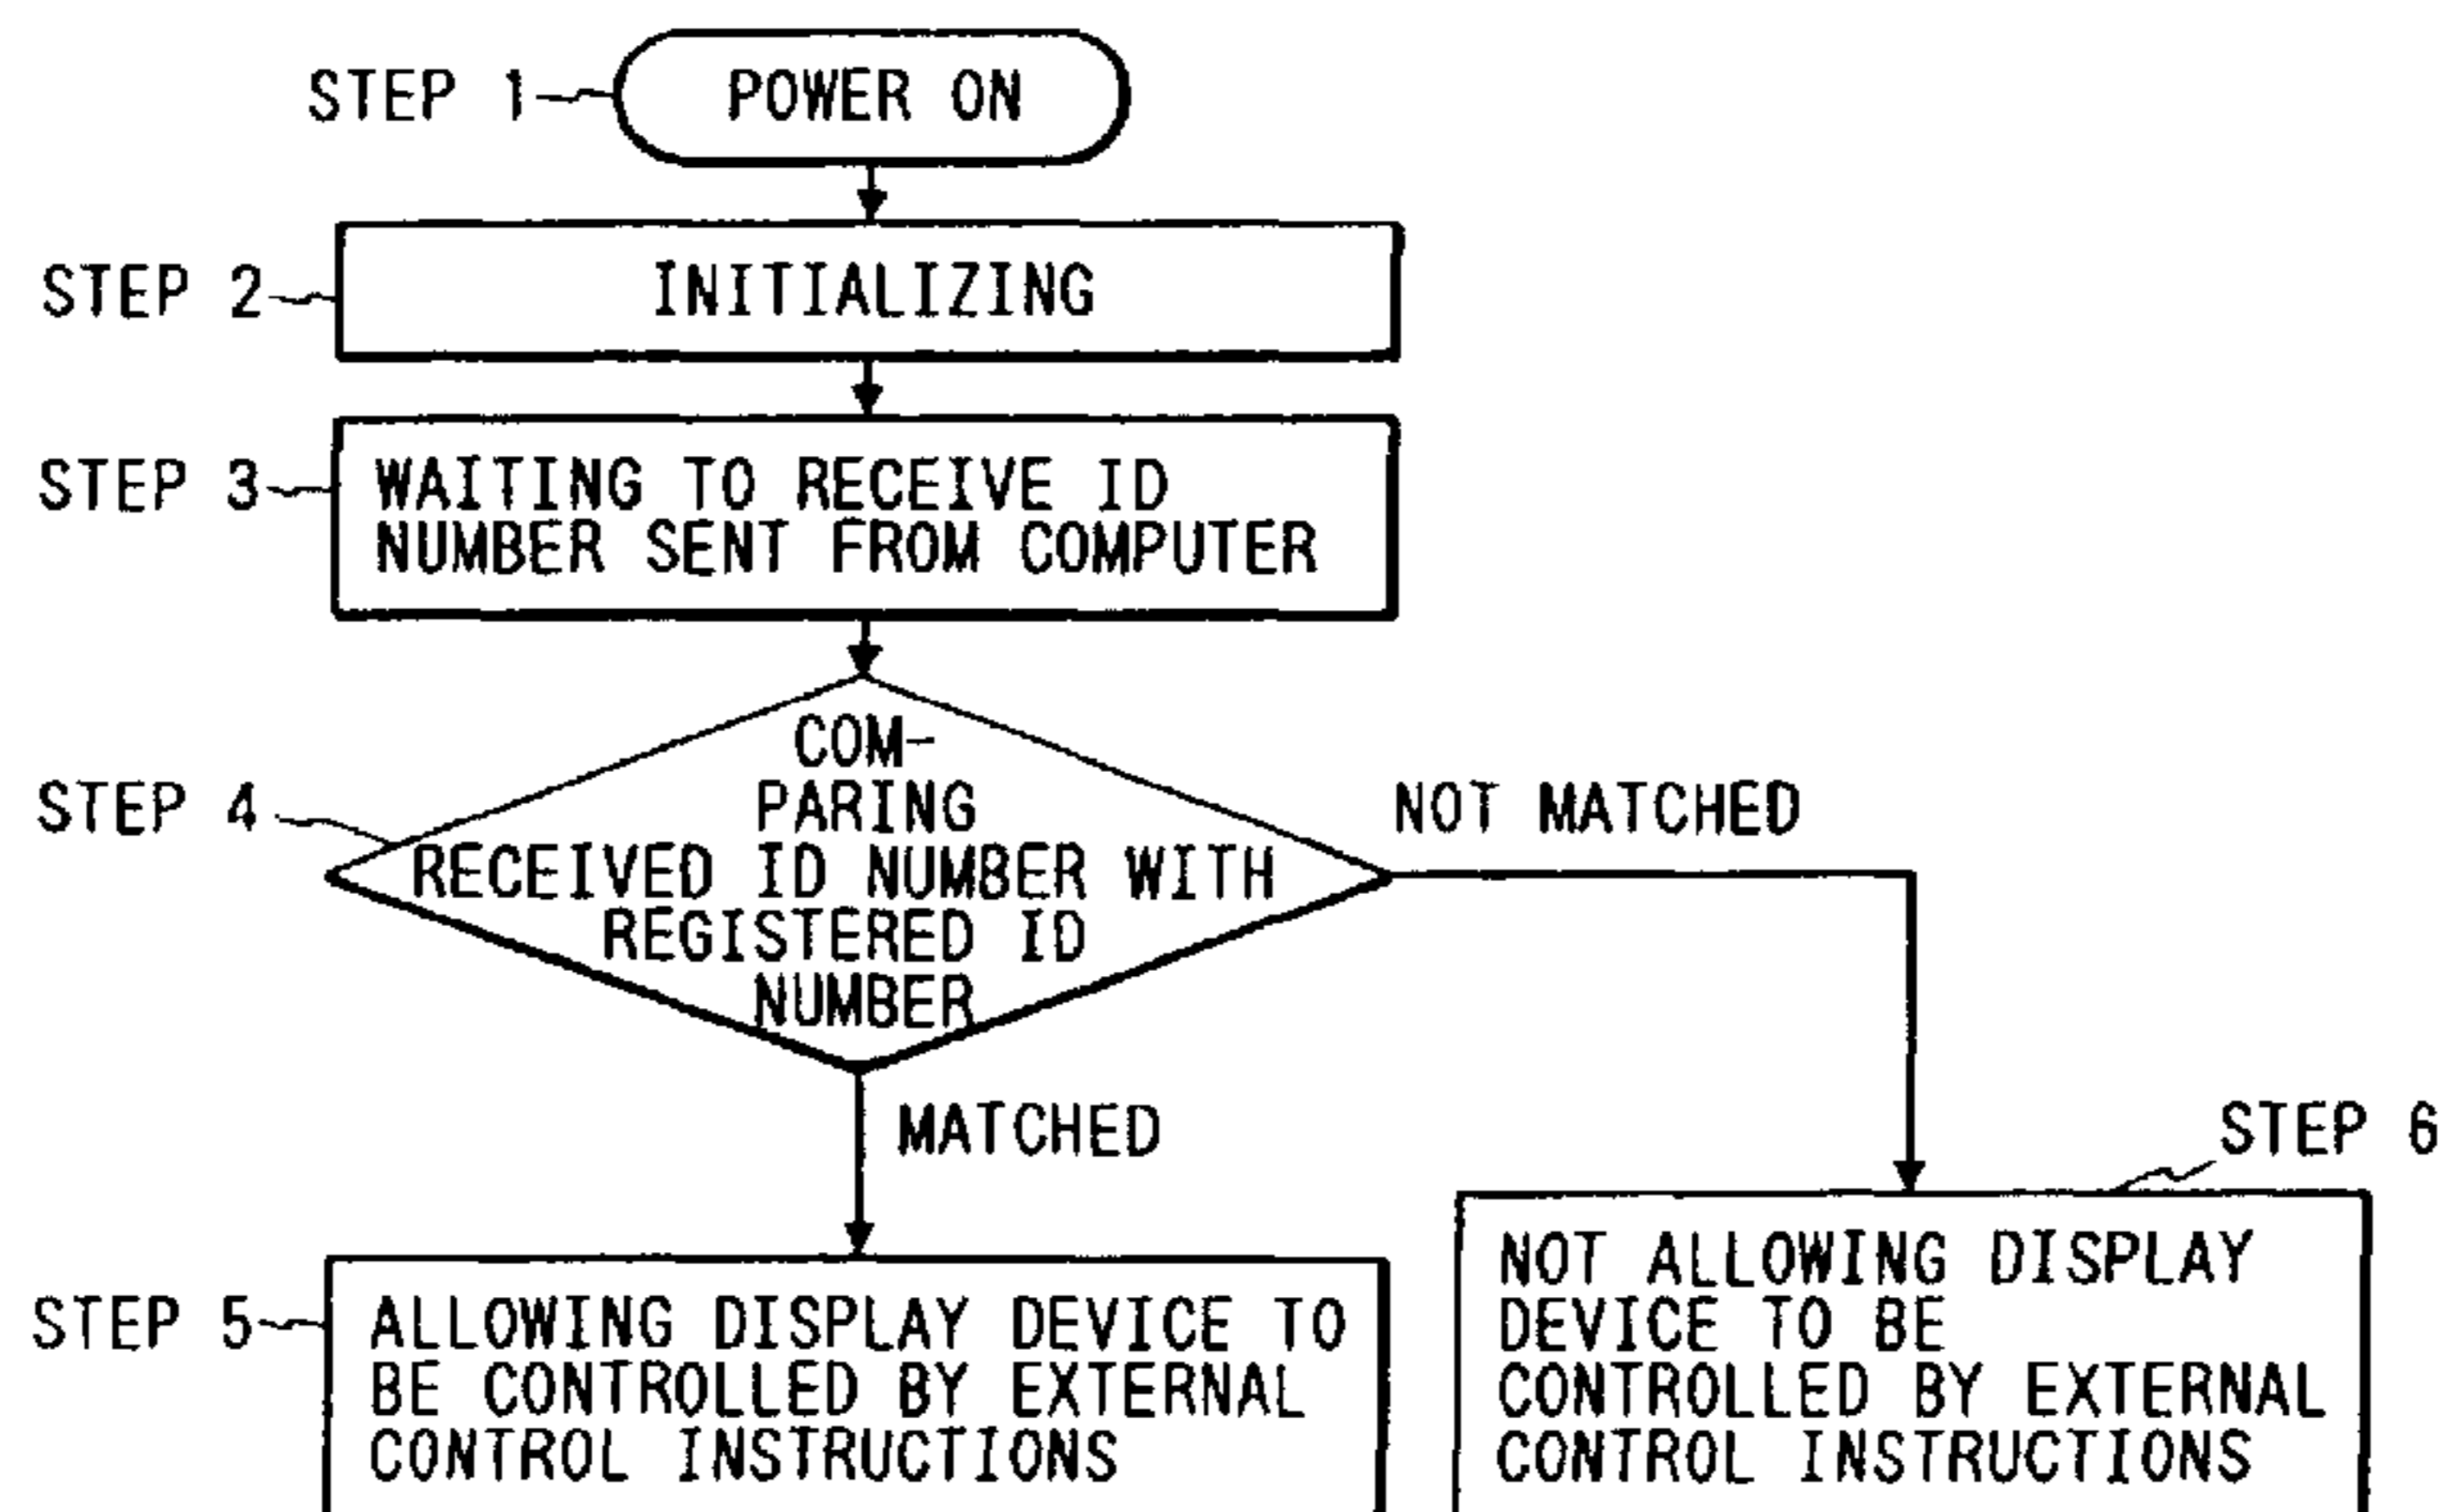 STEP 1
POWER ON
STEP 2
INITIALIZING
STEP 3
WAITING TO RECEIVE ID
NUMBER SENT FROM COMPUTER
STEP 4
COM-
PARING
RECEIVED ID NUMBER WITH
REGISTERED ID
NUMBER
NOT MATCHED
MATCHED
STEP 5
ALLOWING DISPLAY DEVICE TO
BE CONTROLLED BY EXTERNAL
CONTROL INSTRUCTIONS
STEP 6
NOT ALLOWING DISPLAY
DEVICE TO BE
CONTROLLED BY EXTERNAL
CONTROL INSTRUCTIONS